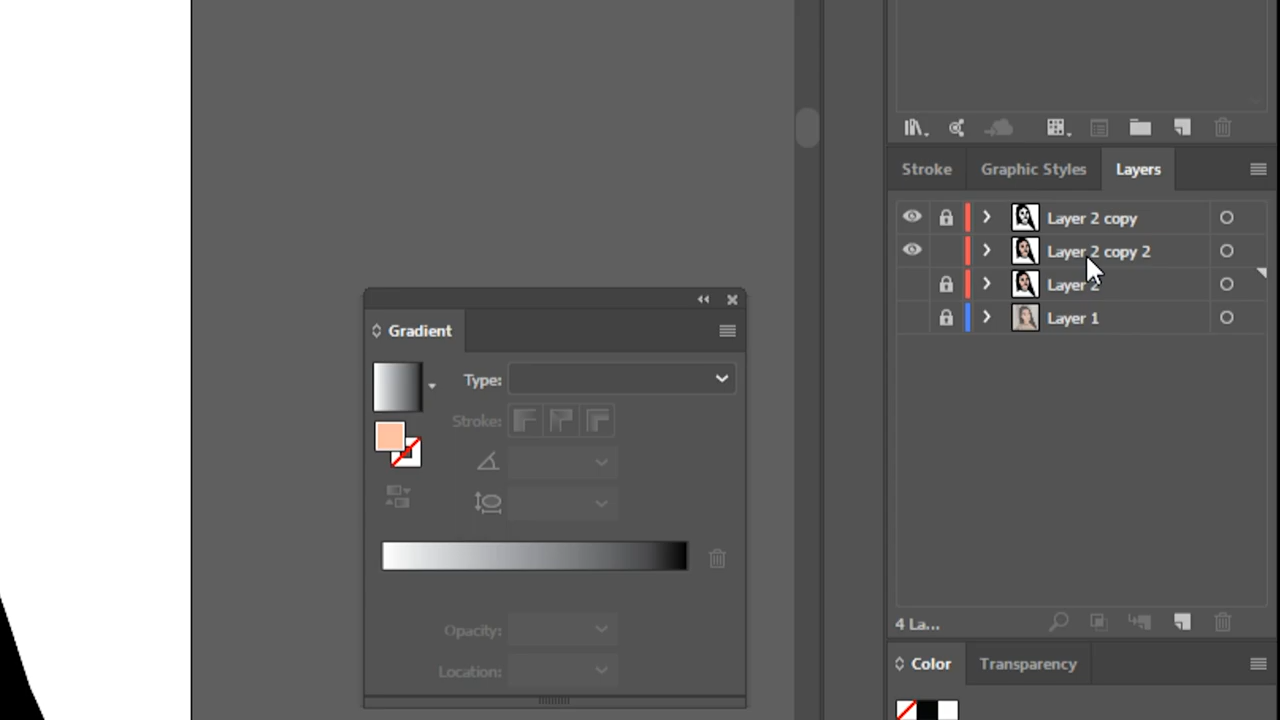 Stroke Graphic Styles Layers
Layer 2 copy
Layer 2 copy 2
Layer 2
Layer 1
Gradient
Type:
Stroke:
Opacity:
Location:
4 La...
Color Transparency